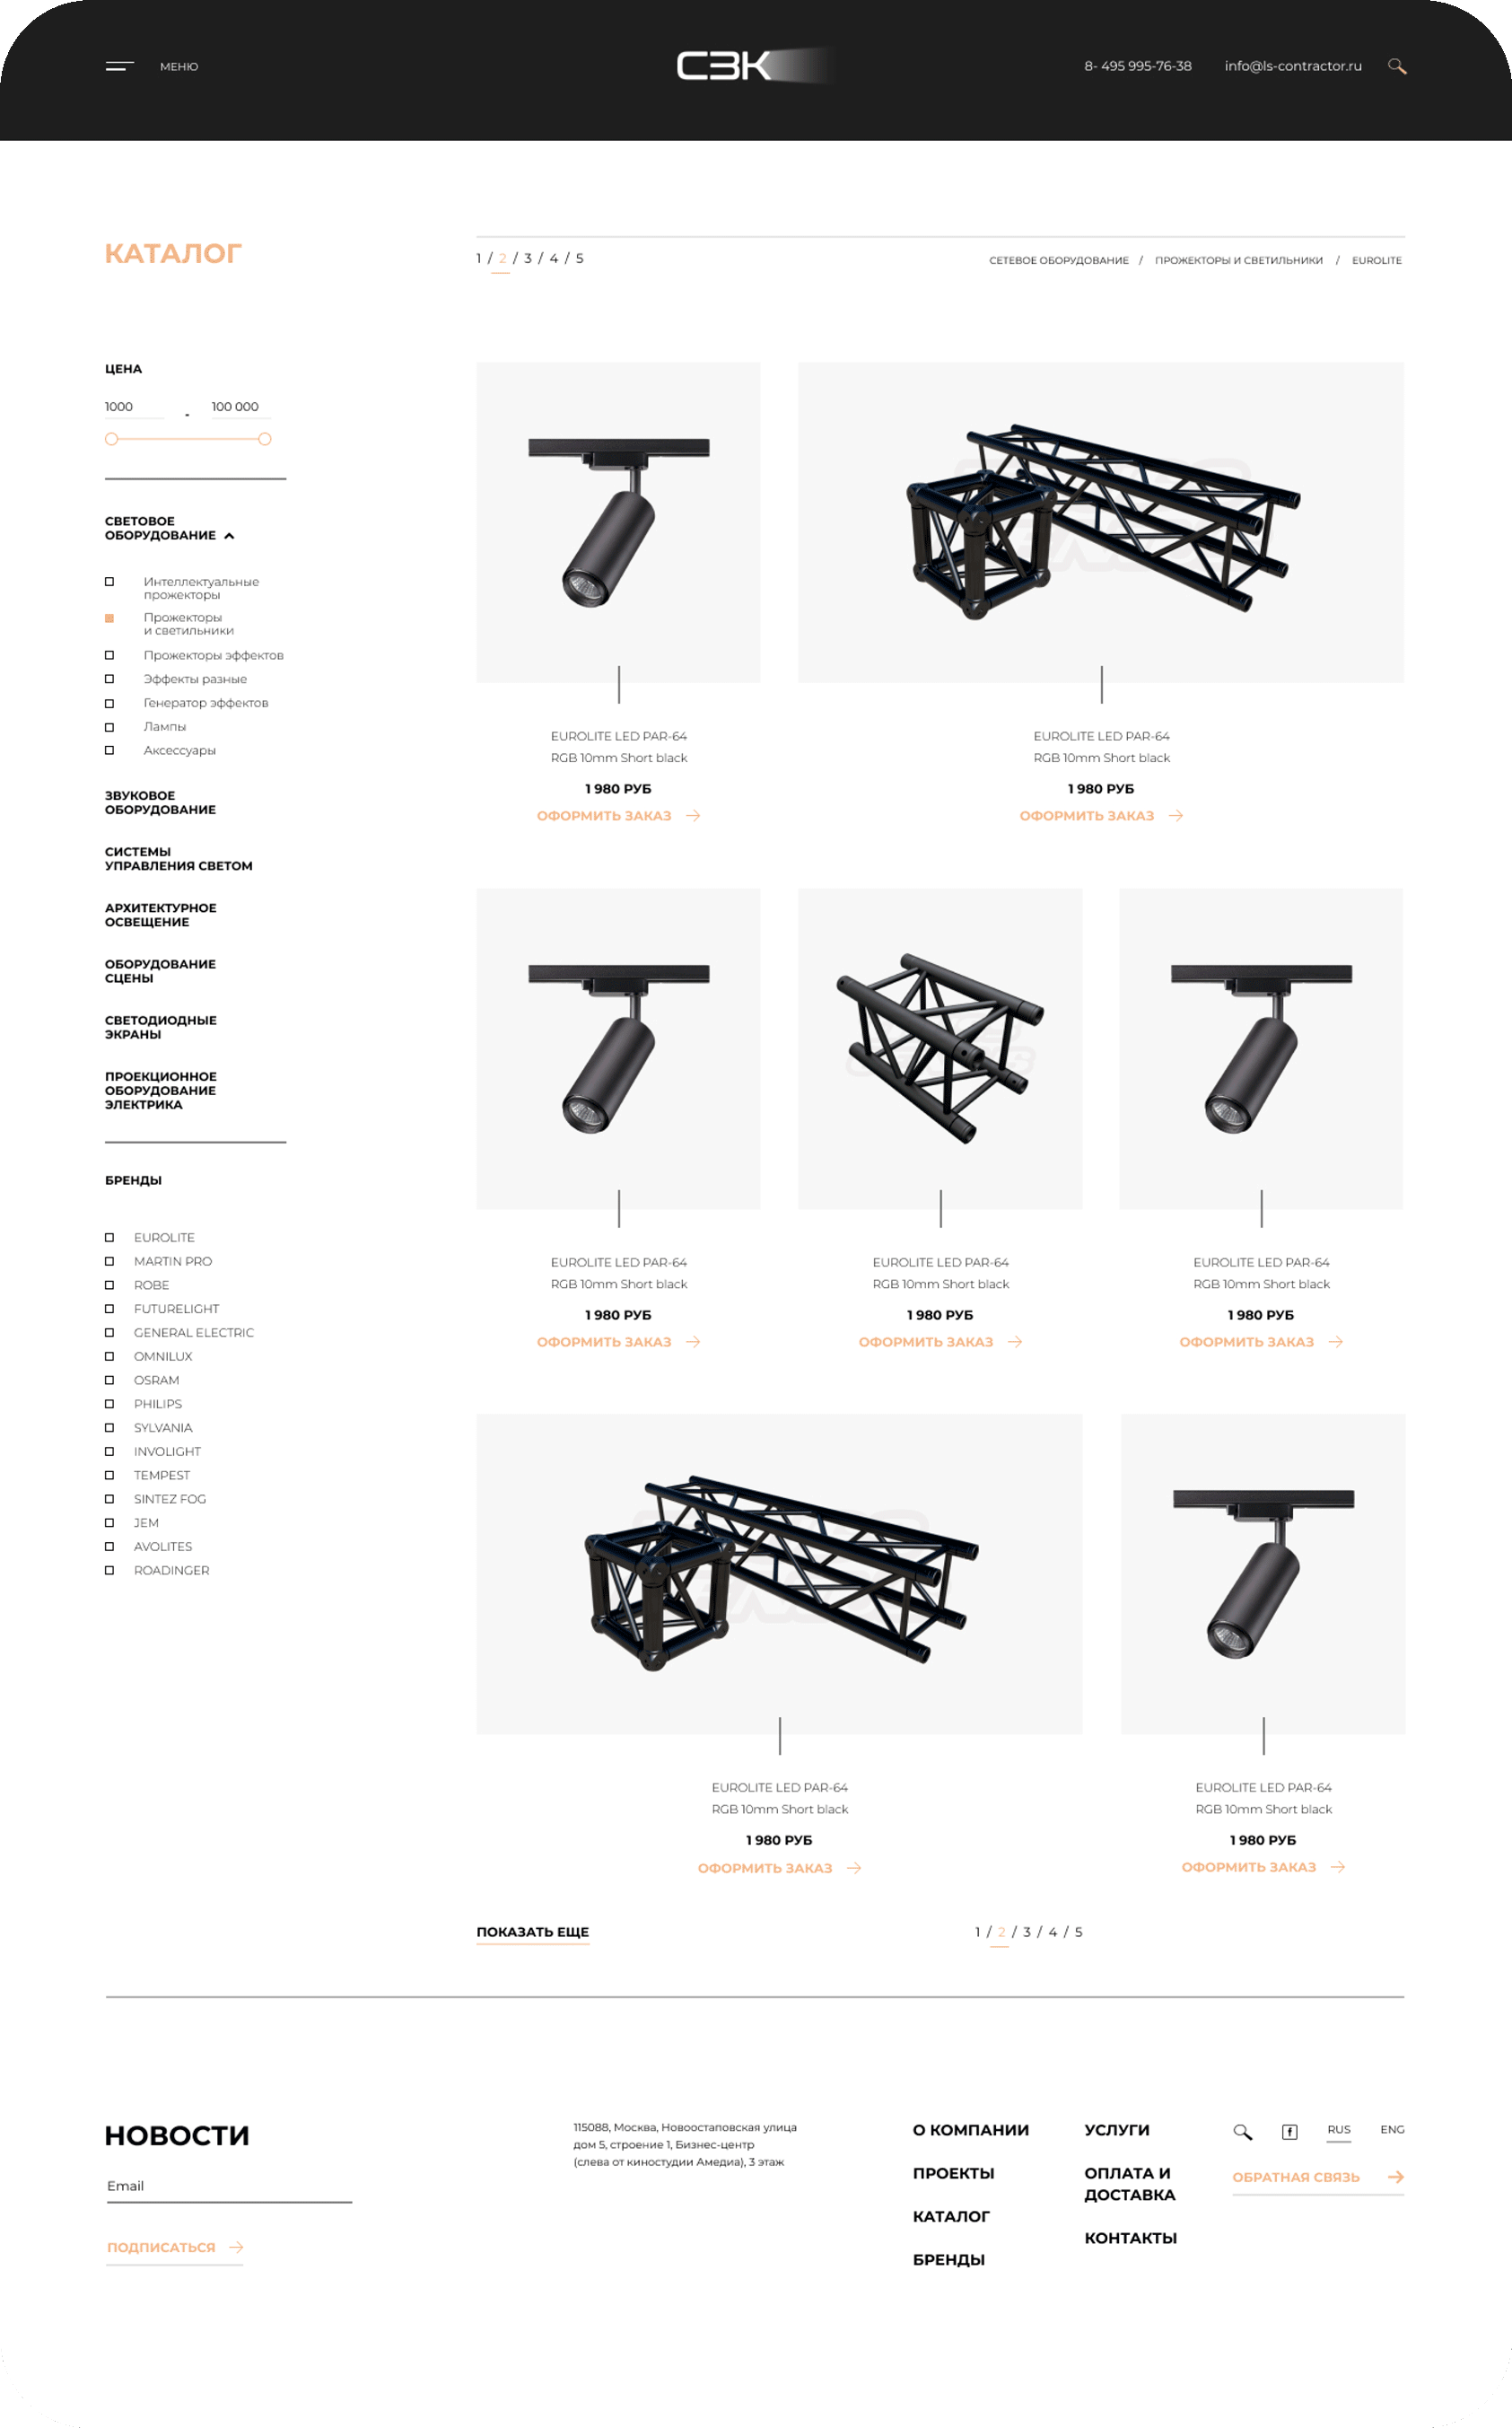 МЕНЮ
СЗК
8- 495 995-76-38
info@ls-contractor.ru
КАТАЛОГ
1 / 2 / 3 / 4 / 5
СЕТЕВОЕ ОБОРУДОВАНИЕ / ПРОЖЕКТОРЫ И СВЕТИЛЬНИКИ / EUROLITE
ЦЕНА
1000 - 100 000
СВЕТОВОЕ
ОБОРУДОВАНИЕ
Интеллектуальные
прожекторы
Прожекторы
и светильники
Прожекторы эффектов
Эффекты разные
Генератор эффектов
Лампы
Аксессуары
ЗВУКОВОЕ
ОБОРУДОВАНИЕ
СИСТЕМЫ
УПРАВЛЕНИЯ СВЕТОМ
АРХИТЕКТУРНОЕ
ОСВЕЩЕНИЕ
ОБОРУДОВАНИЕ
СЦЕНЫ
СВЕТОДИОДНЫЕ
ЭКРАНЫ
ПРОЕКЦИОННОЕ
ОБОРУДОВАНИЕ
ЭЛЕКТРИКА
БРЕНДЫ
EUROLITE
MARTIN PRO
ROBE
FUTURELIGHT
GENERAL ELECTRIC
OMNILUX
OSRAM
PHILIPS
SYLVANIA
INVOLIGHT
TEMPEST
SINTEZ FOG
JEM
AVOLITES
ROADINGER
EUROLITE LED PAR-64
RGB 10mm Short black
1 980 РУБ
ОФОРМИТЬ ЗАКАЗ
EUROLITE LED PAR-64
RGB 10mm Short black
1 980 РУБ
ОФОРМИТЬ ЗАКАЗ
EUROLITE LED PAR-64
RGB 10mm Short black
1 980 РУБ
ОФОРМИТЬ ЗАКАЗ
EUROLITE LED PAR-64
RGB 10mm Short black
1 980 РУБ
ОФОРМИТЬ ЗАКАЗ
EUROLITE LED PAR-64
RGB 10mm Short black
1 980 РУБ
ОФОРМИТЬ ЗАКАЗ
EUROLITE LED PAR-64
RGB 10mm Short black
1 980 РУБ
ОФОРМИТЬ ЗАКАЗ
EUROLITE LED PAR-64
RGB 10mm Short black
1 980 РУБ
ОФОРМИТЬ ЗАКАЗ
ПОКАЗАТЬ ЕЩЕ
1 / 2 / 3 / 4 / 5
НОВОСТИ
Email
ПОДПИСАТЬСЯ
115088, Москва, Новоостаповская улица
дом 5, строение 1, Бизнес-центр
(слева от киностудии Амедиа), 3 этаж
О КОМПАНИИ
ПРОЕКТЫ
КАТАЛОГ
БРЕНДЫ
УСЛУГИ
ОПЛАТА И
ДОСТАВКА
КОНТАКТЫ
RUS
ENG
ОБРАТНАЯ СВЯЗЬ